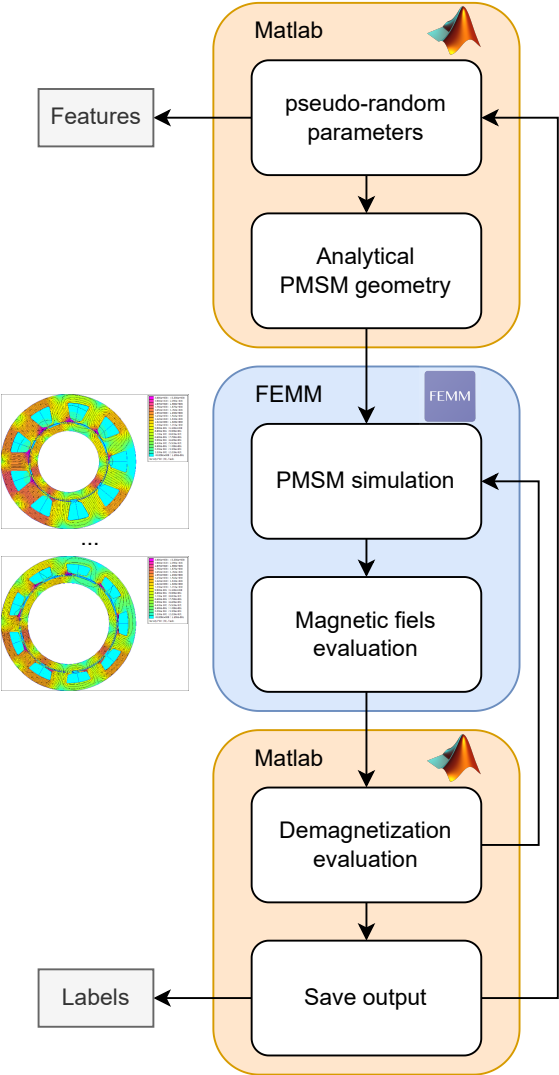 Matlab
pseudo-random
parameters
Features
Analytical
PMSM geometry
FEMM
FEMM
PMSM simulation
...
Magnetic fiels
evaluation
Matlab
Demagnetization
evaluation
Save output
Labels